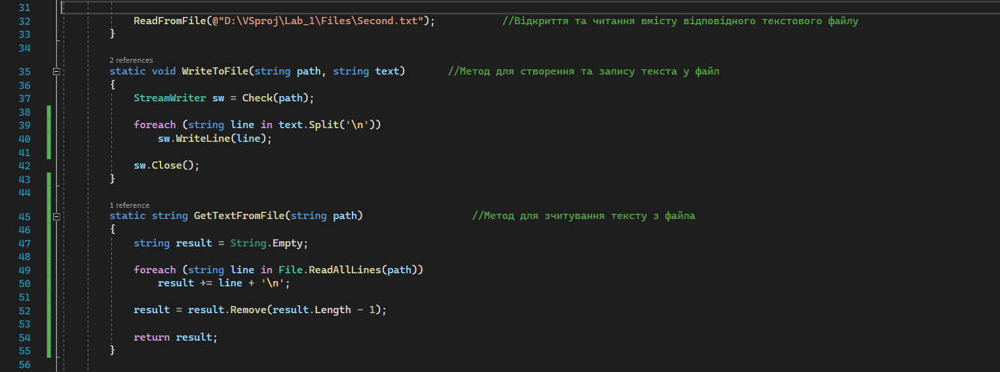 31
32 ReadFromFile(@"D:\VSproj\Lab_1\Files\Second.txt"); //Відкриття та читання вмісту відповідного текстового файлу
33 }
34
2 references
35 static void WriteToFile(string path, string text) //Метод для створення та запису текста у файл
36 {
37 StreamWriter sw = Check(path);
38
39 foreach (string line in text.Split('\n'))
40 sw.WriteLine(line);
41
42 sw.Close();
43 }
44
1 reference
45 static string GetTextFromFile(string path) //Метод для зчитування тексту з файла
46 {
47 string result = String.Empty;
48
49 foreach (string line in File.ReadAllLines(path))
50 result += line + '\n';
51
52 result = result.Remove(result.Length - 1);
53
54 return result;
55 }
56